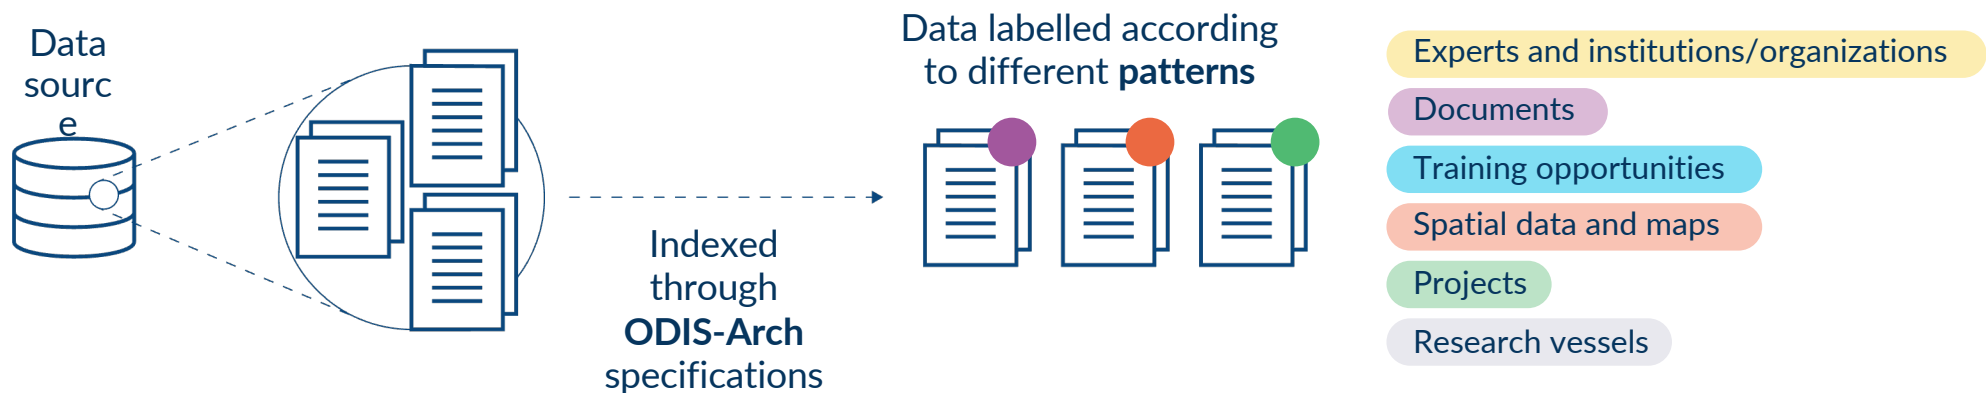 Data
sourc
e
Indexed
through
ODIS-Arch
specifications
Data labelled according
to different patterns
Experts and institutions/organizations
Documents
Training opportunities
Spatial data and maps
Projects
Research vessels